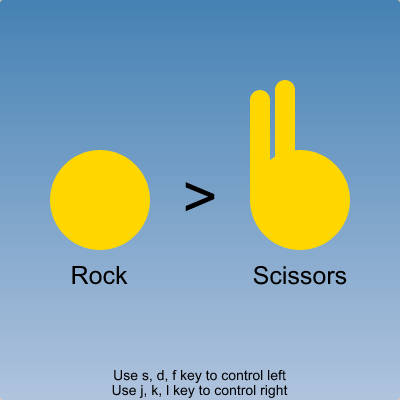 >
Rock
Scissors
Use s, d, f key to control left
Use j, k, l key to control right